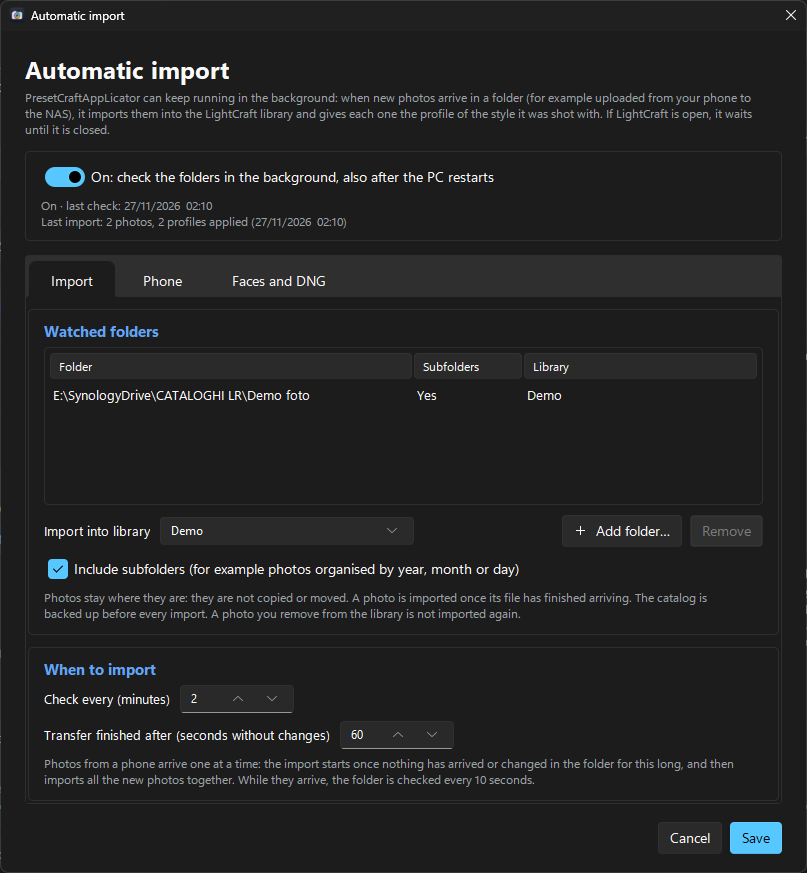 Automatic import
Automatic import
PresetCraftAppLicator can keep running in the background: when new photos arrive in a folder (for example uploaded from your phone to
the NAS), it imports them into the LightCraft library and gives each one the profile of the style it was shot with. If LightCraft is open, it waits
until it is closed.
On: check the folders in the background, also after the PC restarts
On · last check: 27/11/2026 02:10
Last import: 2 photos, 2 profiles applied (27/11/2026 02:10)
Import Phone Faces and DNG
Watched folders
Folder Subfolders Library
E:\SynologyDrive\CATALOGHI LR\Demo foto Yes Demo
Import into library Demo + Add folder... Remove
Include subfolders (for example photos organised by year, month or day)
Photos stay where they are: they are not copied or moved. A photo is imported once its file has finished arriving. The catalog is
backed up before every import. A photo you remove from the library is not imported again.
When to import
Check every (minutes) 2
Transfer finished after (seconds without changes) 60
Photos from a phone arrive one at a time: the import starts once nothing has arrived or changed in the folder for this long, and then
imports all the new photos together. While they arrive, the folder is checked every 10 seconds.
Cancel Save